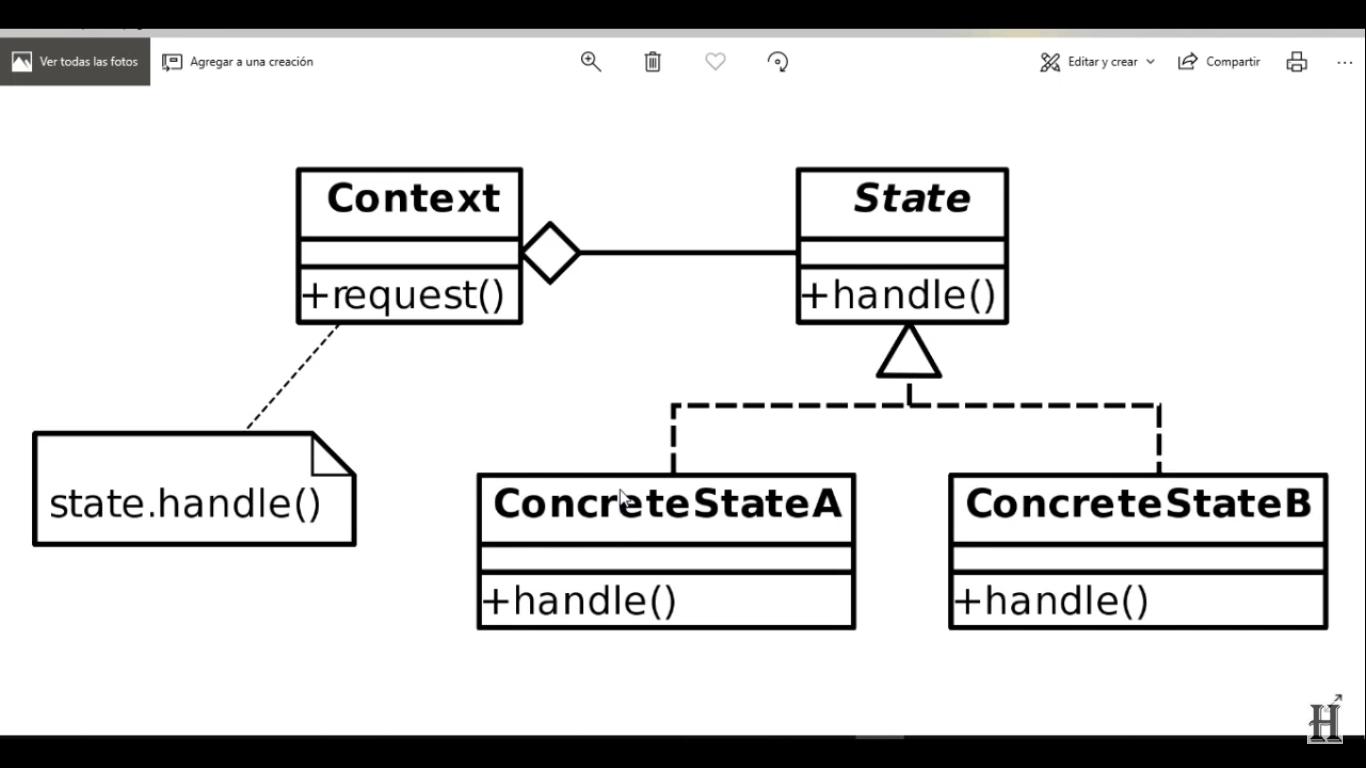 Ver todas las fotos
Agregar a una creación
Editar y crear
Compartir
Context
+request()
State
+handle()
state.handle()
ConcreteStateA
+handle()
ConcreteStateB
+handle()
H